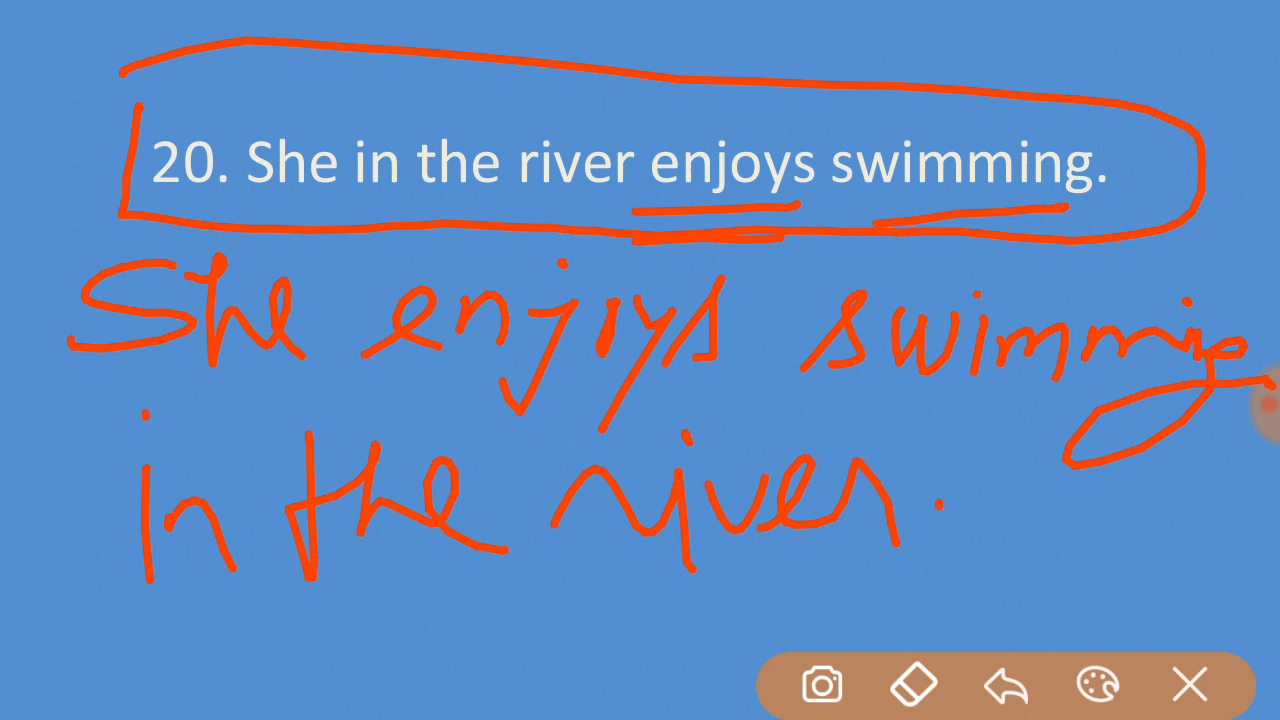 20. She in the river enjoys swimming.
She enjoys swimming
in the river.